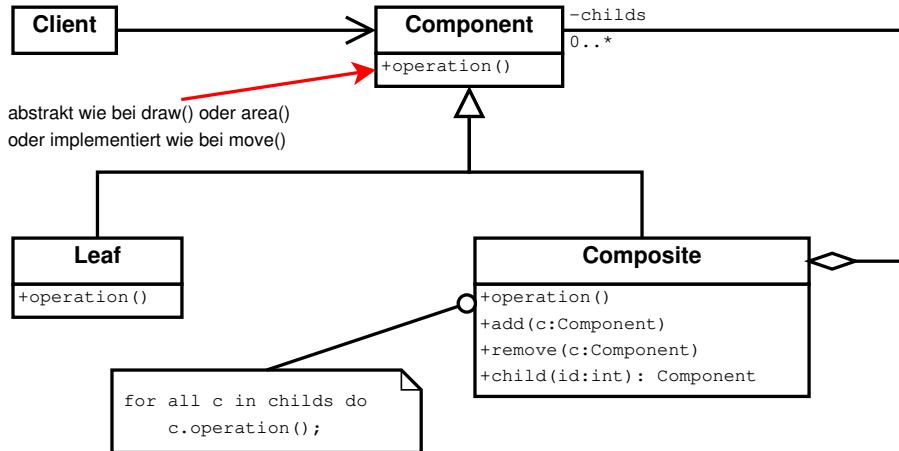 Client
Component
-childs
0..*
+operation()
abstrakt wie bei draw() oder area()
oder implementiert wie bei move()
Leaf
+operation()
Composite
+operation()
+add(c:Component)
+remove(c:Component)
+child(id:int): Component
for all c in childs do
c.operation();